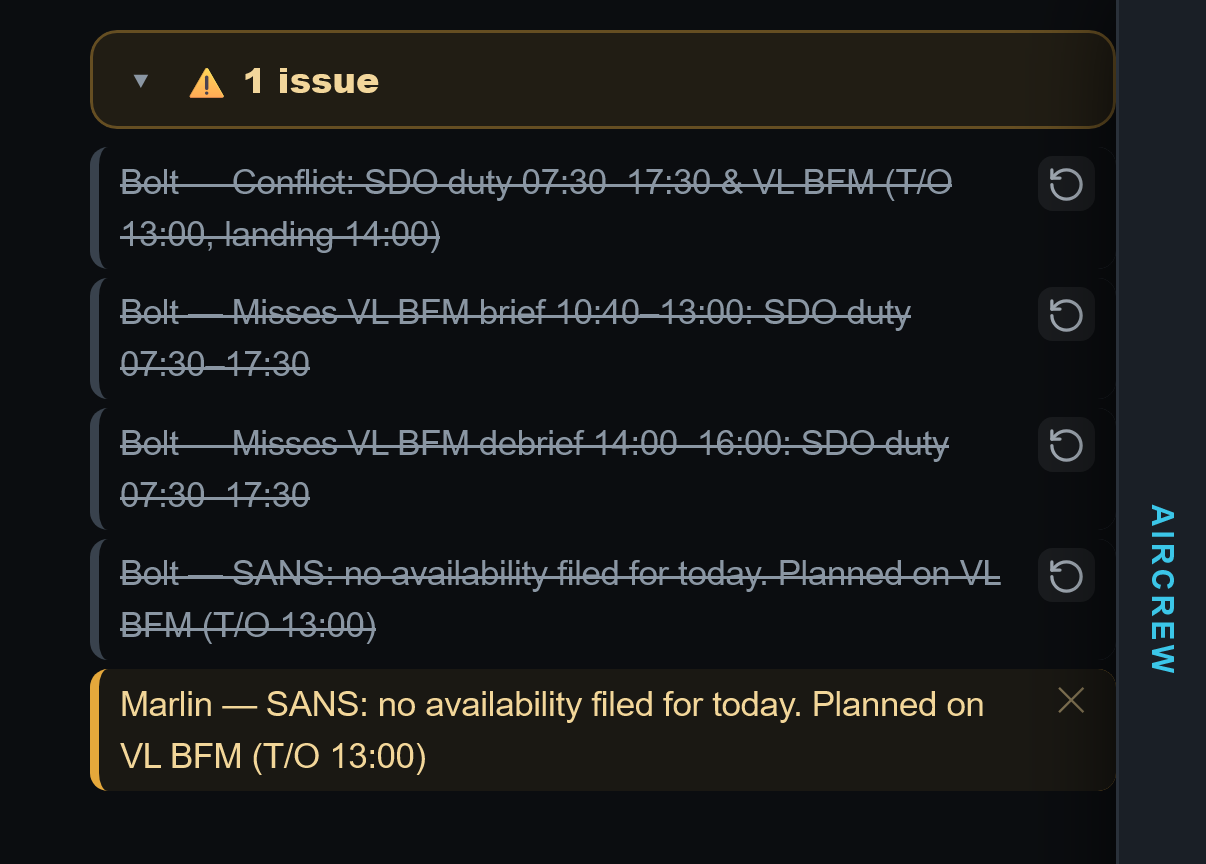 ▼ ⚠ 1 issue
Bolt — Conflict: SDO duty 07:30–17:30 & VL BFM (T/O
13:00, landing 14:00)
Bolt — Misses VL BFM brief 10:40–13:00: SDO duty
07:30–17:30
Bolt — Misses VL BFM debrief 14:00–16:00: SDO duty
07:30–17:30
Bolt — SANS: no availability filed for today. Planned on VL
BFM (T/O 13:00)
Marlin — SANS: no availability filed for today. Planned on
VL BFM (T/O 13:00)
AIRCREW